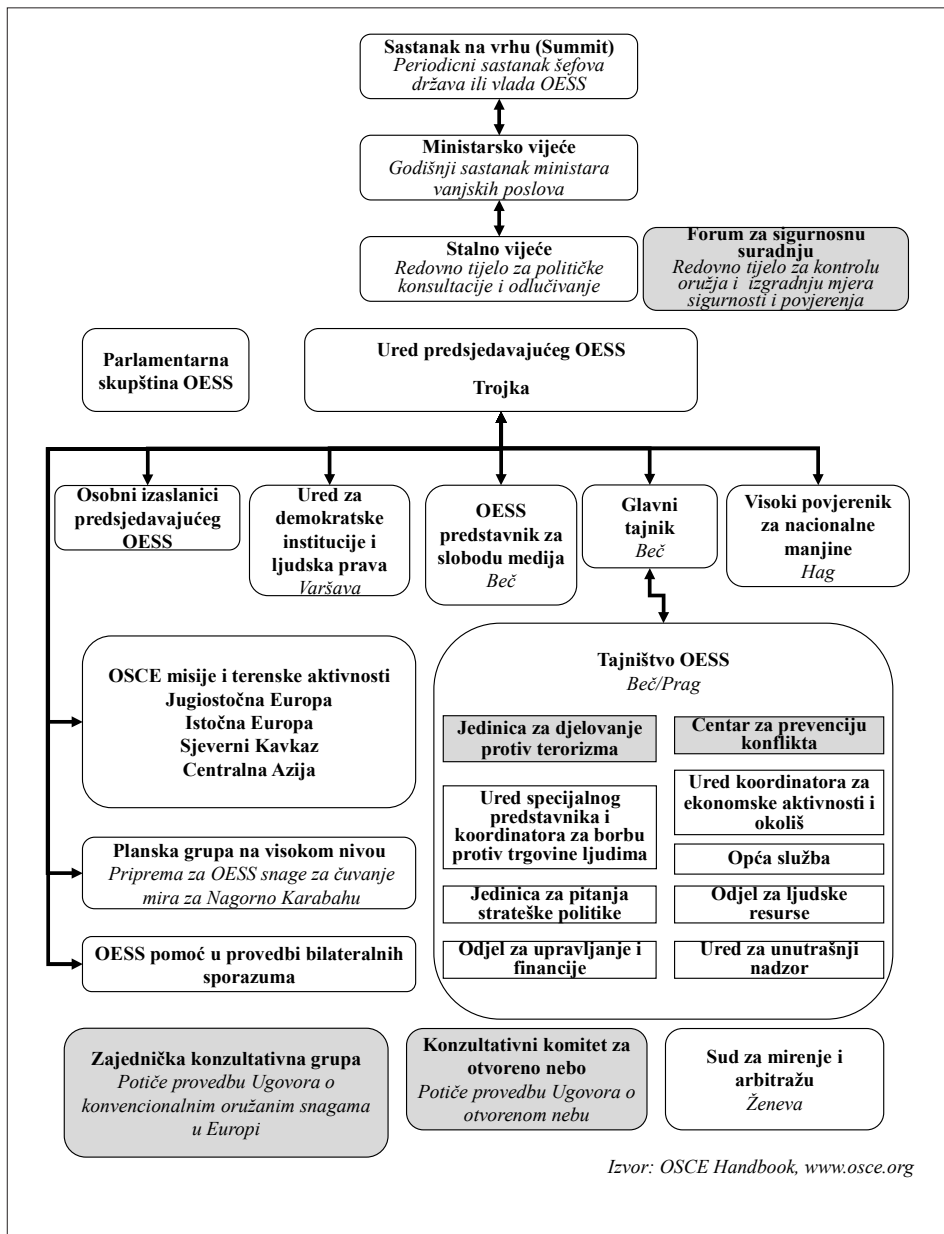 Sastanak na vrhu (Summit)
Periodicni sastanak šefova
država ili vlada OESS
Ministarsko vijeće
Godišnji sastanak ministara
vanjskih poslova
Stalno vijeće
Redovno tijelo za političke
konsultacije i odlučivanje
Forum za sigurnosnu
suradnju
Redovno tijelo za kontrolu
oružja i izgradnju mjera
sigurnosti i povjerenja
Parlamentarna
skupština OESS
Ured predsjedavajućeg OESS
Trojka
Osobni izaslanici
predsjedavajućeg
OESS
Ured za
demokratske
institucije i
ljudska prava
Varšava
OESS
predstavnik za
slobodu medija
Beč
Glavni
tajnik
Beč
Visoki povjerenik
za nacionalne
manjine
Hag
OSCE misije i terenske aktivnosti
Jugiostočna Europa
Istočna Europa
Sjeverni Kavkaz
Centralna Azija
Planska grupa na visokom nivou
Priprema za OESS snage za čuvanje
mira za Nagorno Karabahu
OESS pomoć u provedbi bilateralnih
sporazuma
Tajništvo OESS
Beč/Prag
Jedinica za djelovanje
protiv terorizma
Centar za prevenciju
konflikta
Ured specijalnog
predstavnika i
koordinatora za borbu
protiv trgovine ljudima
Ured koordinatora za
ekonomske aktivnosti i
okoliš
Opća služba
Jedinica za pitanja
strateške politike
Odjel za ljudske
resurse
Odjel za upravljanje i
financije
Ured za unutrašnji
nadzor
Zajednička konzultativna grupa
Potiče provedbu Ugovora o
konvencionalnim oružanim snagama
u Europi
Konzultativni komitet za
otvoreno nebo
Potiče provedbu Ugovora o
otvorenom nebu
Sud za mirenje i
arbitražu
Ženeva
Izvor: OSCE Handbook, www.osce.org